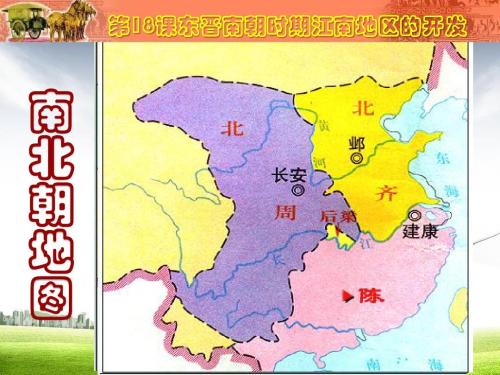 第18课东晋南朝时期江南地区的开发
南北朝地图
北
周
北
齐
黄
河
邺
长安
后梁
江
建康
东
海
陈
南
海